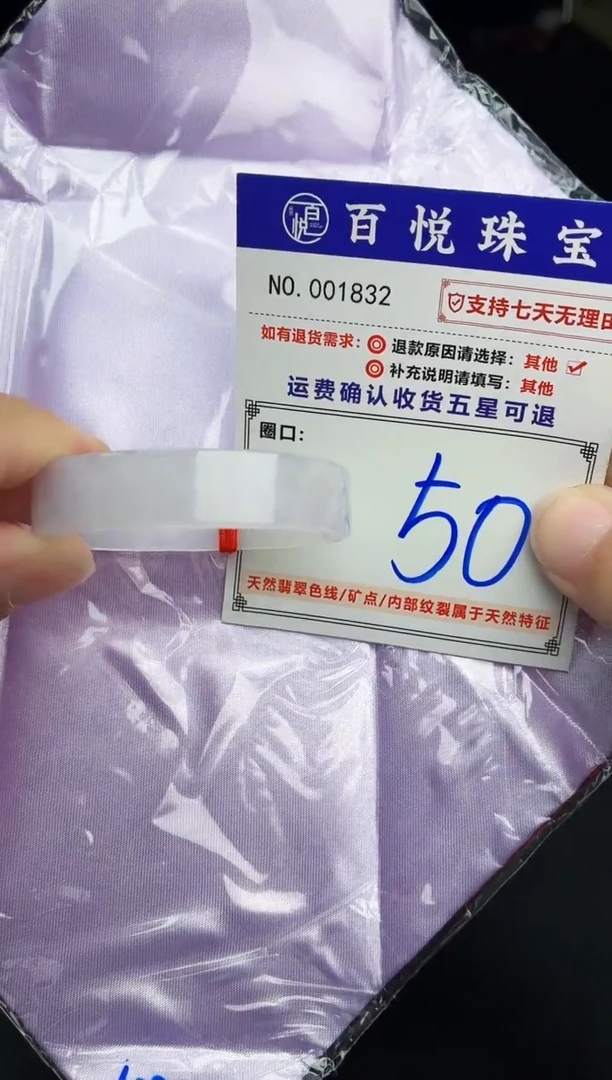 百悦
百悦珠宝
NO.001832
支持七天无理由
如有退货需求：退款原因请选择：其他
补充说明请填写：其他
运费确认收货五星可退
圈口：
50
天然翡翠色线/矿点/内部纹裂属于天然特征